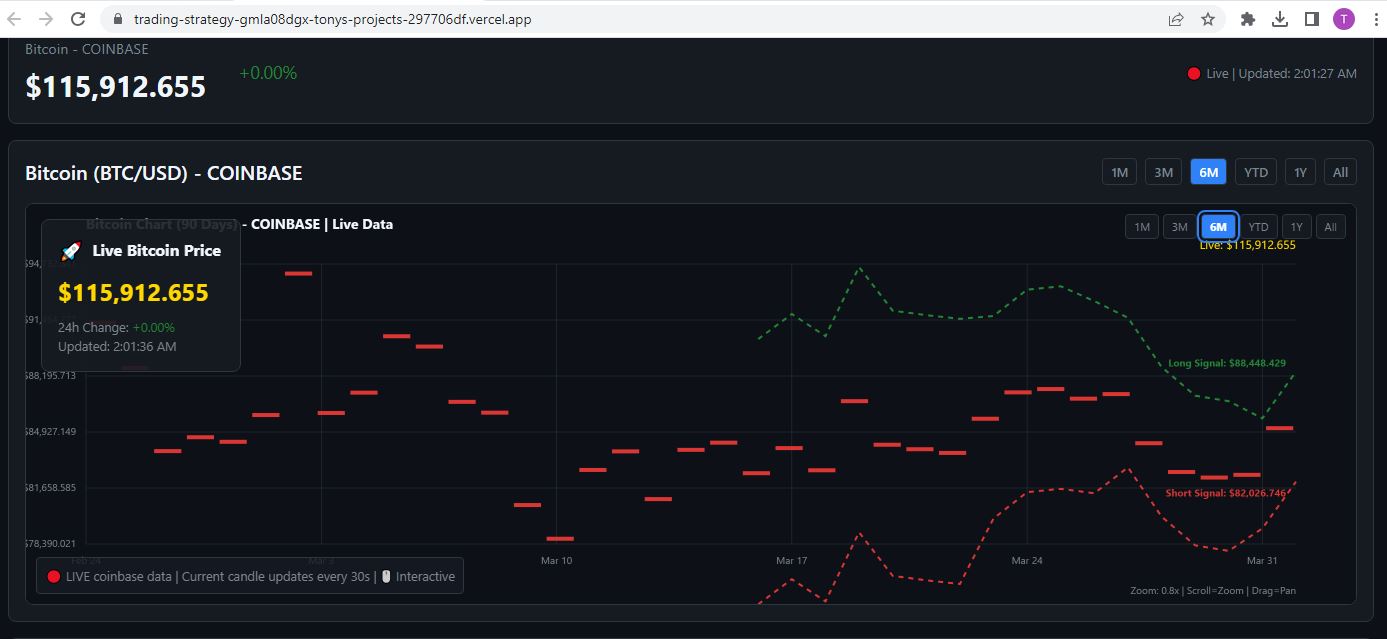 trading-strategy-gmla08dgx-tonys-projects-297706df.vercel.app
T
Bitcoin - COINBASE
$115,912.655 +0.00%
Live | Updated: 2:01:27 AM
Bitcoin (BTC/USD) - COINBASE
1M 3M 6M YTD 1Y All
Bitcoin Chart (90 Days) - COINBASE | Live Data
1M 3M 6M YTD 1Y All
Live: $115,912.655
Live Bitcoin Price
$115,912.655
24h Change: +0.00%
Updated: 2:01:36 AM
$88,195.713
$84,927.149
$81,658.585
$78,390.021
Long Signal: $88,448.429
Short Signal: $82,026.746
Feb 24 Mar 3 Mar 10 Mar 17 Mar 24 Mar 31
LIVE coinbase data | Current candle updates every 30s | Interactive
Zoom: 0.8x | Scroll=Zoom | Drag=Pan